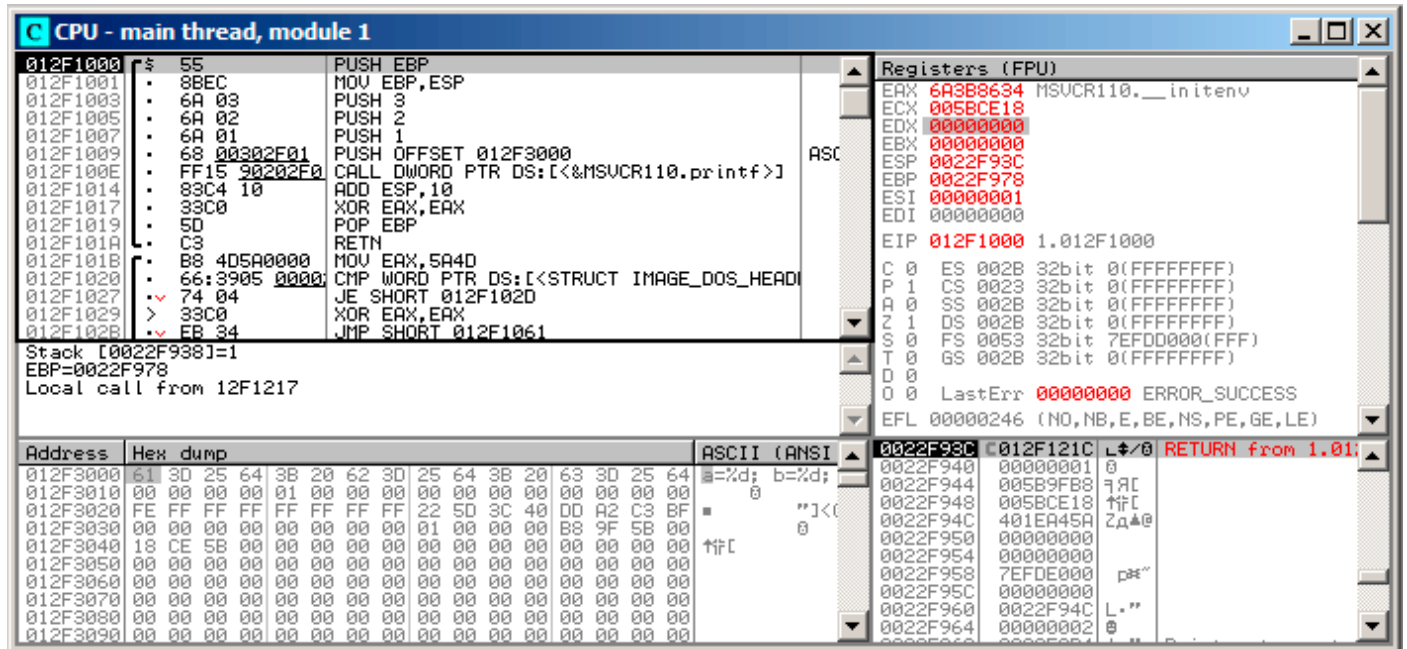 C CPU - main thread, module 1
012F1000 $ 55 PUSH EBP
012F1001 . 8BEC MOV EBP,ESP
012F1003 . 6A 03 PUSH 3
012F1005 . 6A 02 PUSH 2
012F1007 . 6A 01 PUSH 1
012F1009 . 68 00302F01 PUSH OFFSET 012F3000 ASC
012F100E . FF15 90202F0 CALL DWORD PTR DS:[<&MSVCR110.printf>]
012F1014 . 83C4 10 ADD ESP,10
012F1017 . 33C0 XOR EAX,EAX
012F1019 . 5D POP EBP
012F101A . C3 RETN
012F101B . B8 4D5A0000 MOV EAX,5A4D
012F1020 . 66:3905 0000 CMP WORD PTR DS:[<STRUCT IMAGE_DOS_HEAD
012F1027 . 74 04 JE SHORT 012F102D
012F1029 > 33C0 XOR EAX,EAX
012F102B . EB 34 JMP SHORT 012F1061
Stack [0022F938]=1
EBP=0022F978
Local call from 12F1217
Registers (FPU)
EAX 6A3B8634 MSVCR110.__initenv
ECX 005BCE18
EDX 00000000
EBX 00000000
ESP 0022F93C
EBP 0022F978
ESI 00000001
EDI 00000000
EIP 012F1000 1.012F1000
C 0 ES 002B 32bit 0(FFFFFFFF)
P 1 CS 0023 32bit 0(FFFFFFFF)
A 0 SS 002B 32bit 0(FFFFFFFF)
Z 1 DS 002B 32bit 0(FFFFFFFF)
S 0 FS 0053 32bit 7EFDD000(FFF)
T 0 GS 002B 32bit 0(FFFFFFFF)
D 0
O 0 LastErr 00000000 ERROR_SUCCESS
EFL 00000246 (NO,NB,E,BE,NS,PE,GE,LE)
Address Hex dump ASCII (ANSI
012F3000 61 3D 25 64 3B 20 62 3D 25 64 3B 20 63 3D 25 64 a=%d; b=%d;
012F3010 00 00 00 00 01 00 00 00 00 00 00 00 00 00 00 00
012F3020 FE FF FF FF FF FF FF FF 22 5D 3C 40 DD A2 C3 BF "]<
012F3030 00 00 00 00 00 00 00 00 01 00 00 00 B8 9F 5B 00
012F3040 18 CE 5B 00 00 00 00 00 00 00 00 00 00 00 00 00
012F3050 00 00 00 00 00 00 00 00 00 00 00 00 00 00 00 00
012F3060 00 00 00 00 00 00 00 00 00 00 00 00 00 00 00 00
012F3070 00 00 00 00 00 00 00 00 00 00 00 00 00 00 00 00
012F3080 00 00 00 00 00 00 00 00 00 00 00 00 00 00 00 00
012F3090 00 00 00 00 00 00 00 00 00 00 00 00 00 00 00 00
0022F93C 012F121C RETURN from 1.01
0022F940 00000001
0022F944 005B9FB8
0022F948 005BCE18
0022F94C 401EA45A
0022F950 00000000
0022F954 00000000
0022F958 7EFDE000
0022F95C 00000000
0022F960 0022F94C
0022F964 00000002